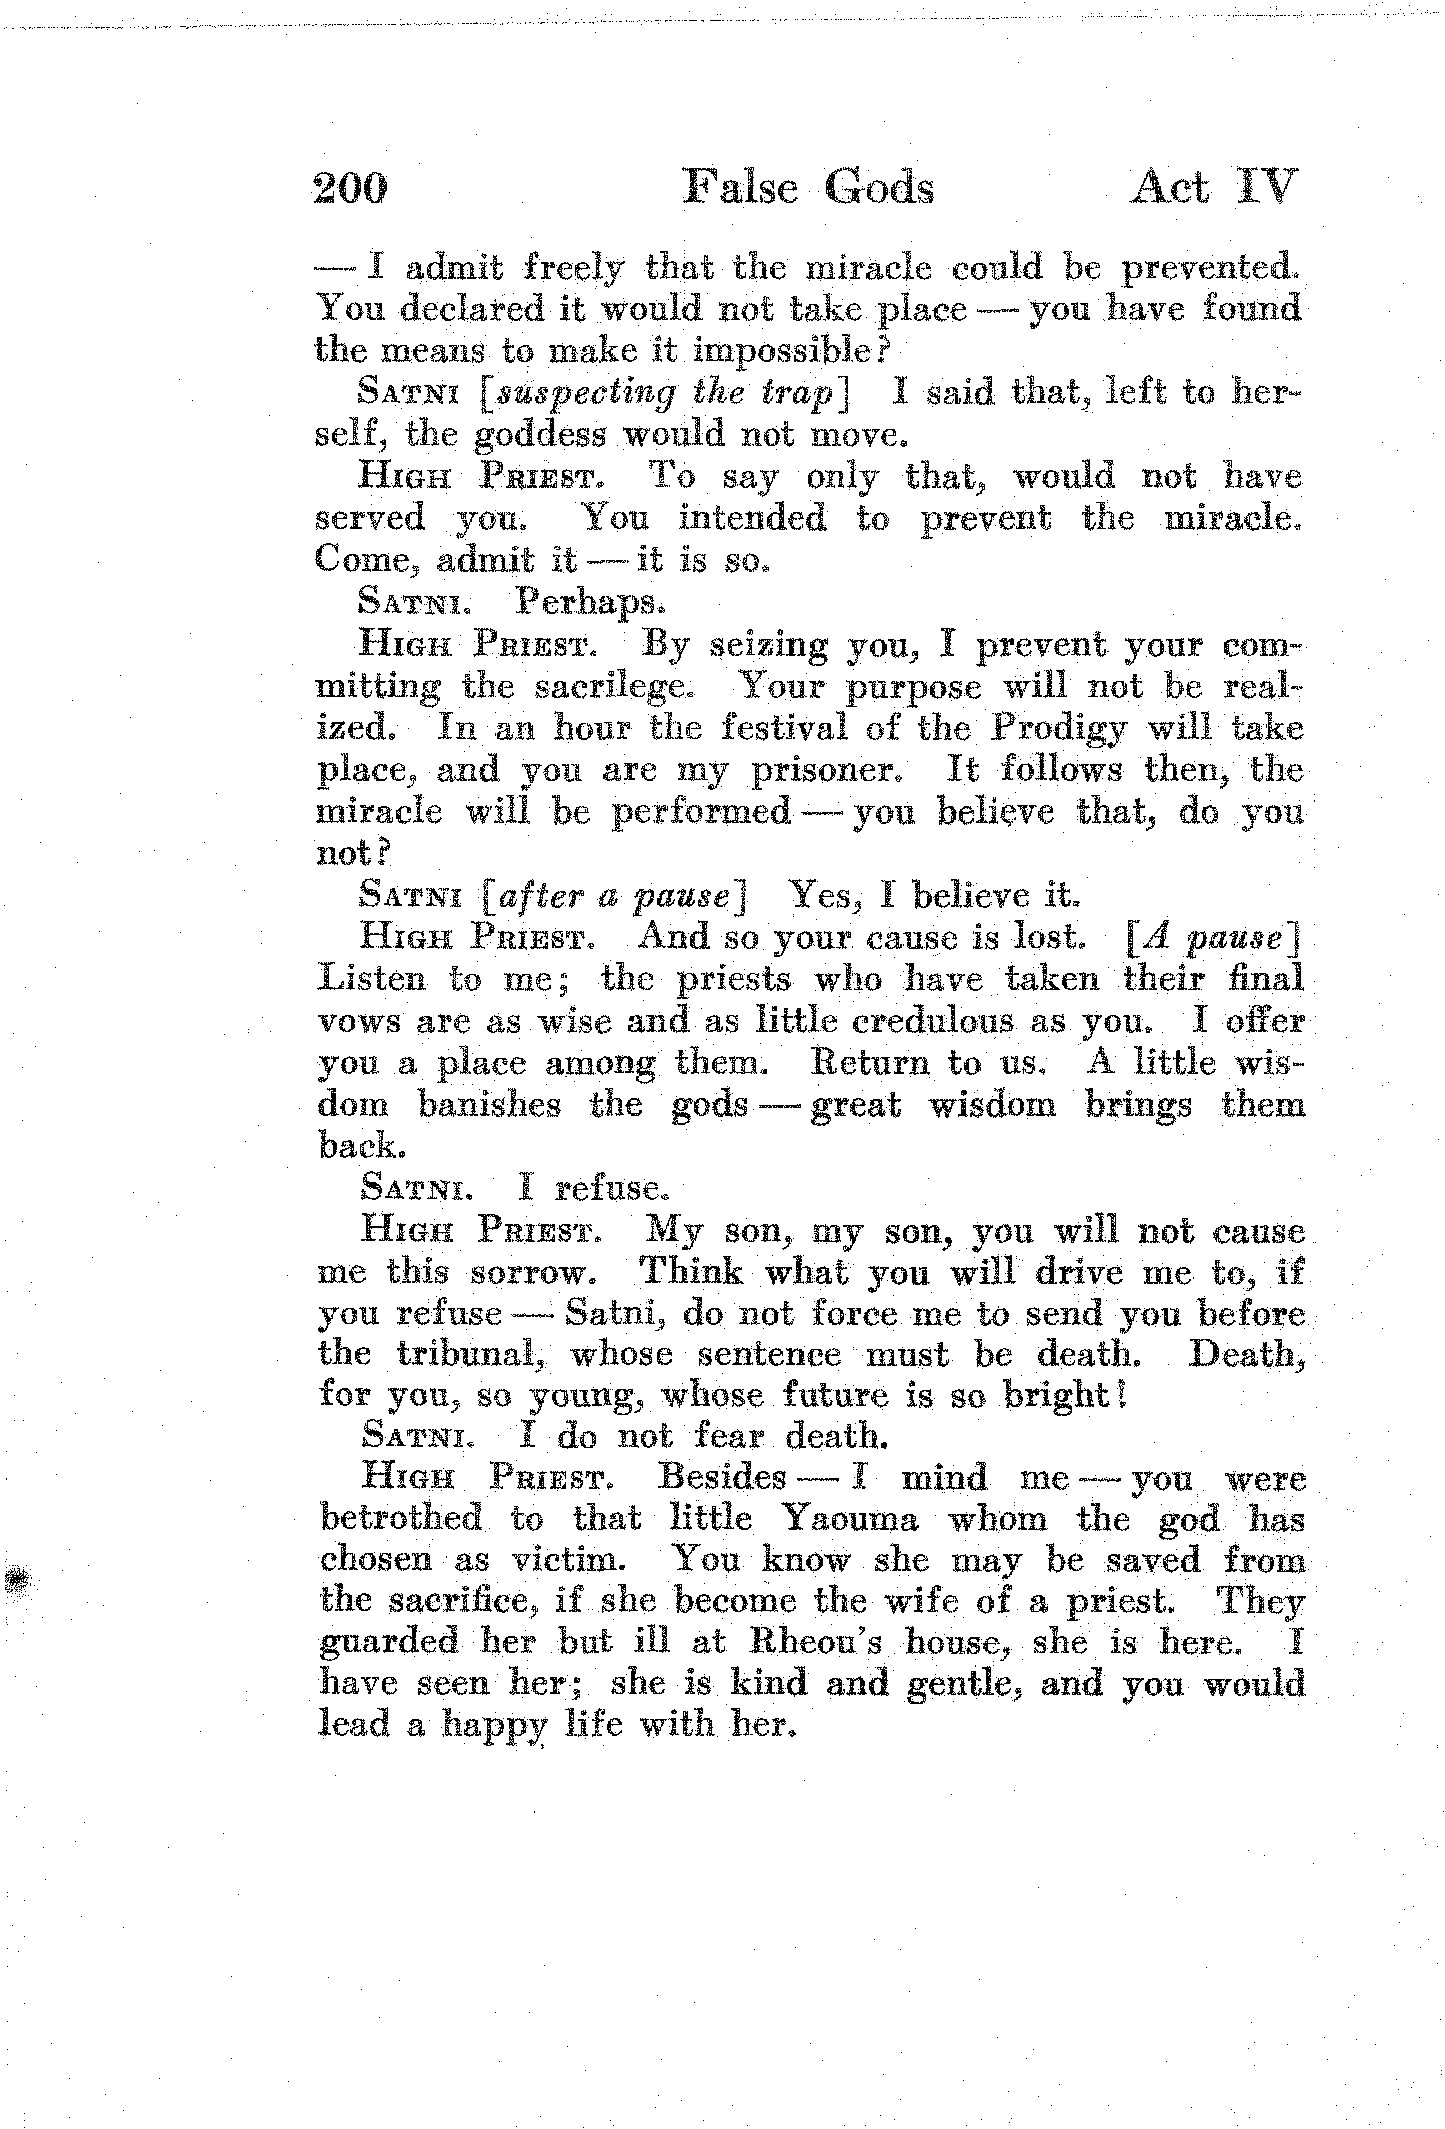 200 False Gods Act IV
— I admit freely that the miracle could be prevented.
You declared it would not take place — you have found
the means to make it impossible?
SATNI [suspecting the trap] I said that, left to her-
self, the goddess would not move.
HIGH PRIEST. To say only that, would not have
served you. You intended to prevent the miracle.
Come, admit it — it is so.
SATNI. Perhaps.
HIGH PRIEST. By seizing you, I prevent your com-
mitting the sacrilege. Your purpose will not be real-
ized. In an hour the festival of the Prodigy will take
place, and you are my prisoner. It follows then, the
miracle will be performed — you believe that, do you
not?
SATNI [after a pause] Yes, I believe it.
HIGH PRIEST. And so your cause is lost. [A pause]
Listen to me; the priests who have taken their final
vows are as wise and as little credulous as you. I offer
you a place among them. Return to us. A little wis-
dom banishes the gods — great wisdom brings them
back.
SATNI. I refuse.
HIGH PRIEST. My son, my son, you will not cause
me this sorrow. Think what you will drive me to, if
you refuse — Satni, do not force me to send you before
the tribunal, whose sentence must be death. Death,
for you, so young, whose future is so bright!
SATNI. I do not fear death.
HIGH PRIEST. Besides — I mind me — you were
betrothed to that little Yaouma whom the god has
chosen as victim. You know she may be saved from
the sacrifice, if she become the wife of a priest. They
guarded her but ill at Rheou's house, she is here. I
have seen her; she is kind and gentle, and you would
lead a happy life with her.